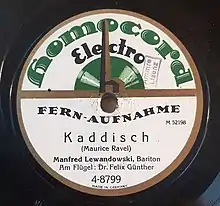 Homocord
Electro
FERN-AUFNAHME
M. 52198
Kaddisch
(Maurice Ravel)
Manfred Lewandowski, Bariton
Am Flügel: Dr. Felix Günther
4-8799
MADE IN GERMANY